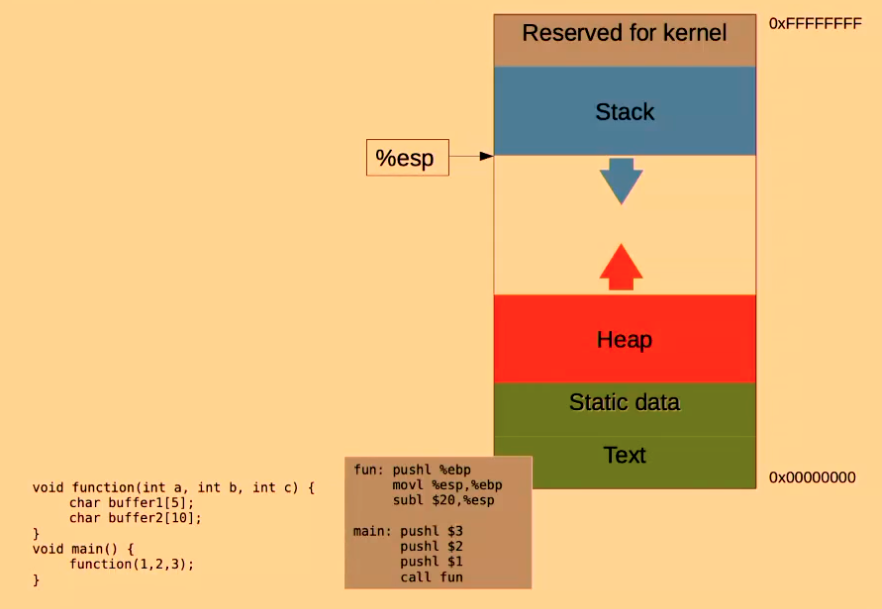 Reserved for kernel
0xFFFFFFFF
Stack
%esp
Heap
Static data
Text
0x00000000
void function(int a, int b, int c) {
char buffer1[5];
char buffer2[10];
}
void main() {
function(1,2,3);
}
fun: pushl %ebp
movl %esp,%ebp
subl $20,%esp
main: pushl $3
pushl $2
pushl $1
call fun